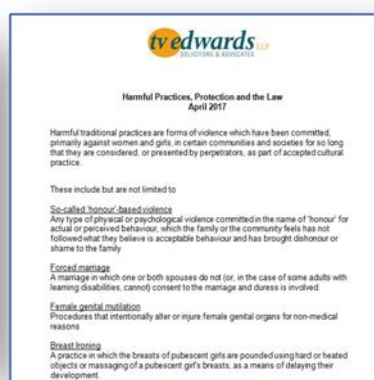 tv edwards LLP
SOLICITORS & ADVOCATES
Harmful Practices, Protection and the Law
April 2017
Harmful traditional practices are forms of violence which have been committed,
primarily against women and girls, in certain communities and societies for so long
that they are considered, or presented by perpetrators, as part of accepted cultural
practice.
These include but are not limited to
So-called 'honour'-based violence
Any type of physical or psychological violence committed in the name of 'honour' for
actual or perceived behaviour, which the family or the community feels has not
followed what they believe is acceptable behaviour and has brought dishonour or
shame to the family
Forced marriage
A marriage in which one or both spouses do not (or, in the case of some adults with
learning disabilities, cannot) consent to the marriage and duress is involved.
Female genital mutilation
Procedures that intentionally alter or injure female genital organs for non-medical
reasons
Breast Ironing
A practice in which the breasts of pubescent girls are pounded using hard or heated
objects or massaging of a pubescent girl's breasts, as a means of delaying their
development.